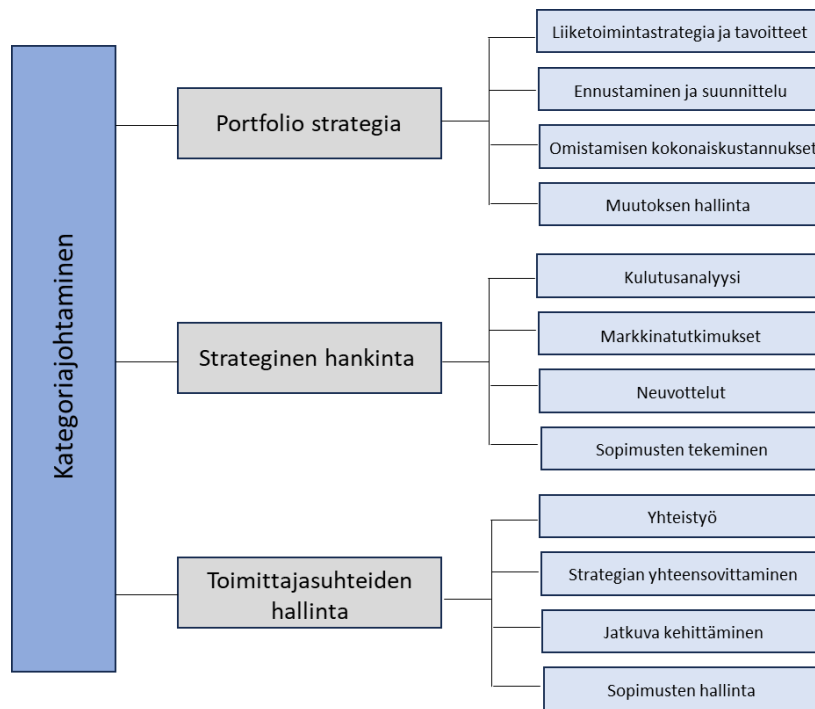 Kategoriajohtaminen
Portfolio strategia
Liiketoimintastrategia ja tavoitteet
Ennustaminen ja suunnittelu
Omistamisen kokonaiskustannukset
Muutoksen hallinta
Strateginen hankinta
Kulutusanalyysi
Markkinatutkimukset
Neuvottelut
Sopimusten tekeminen
Toimittajasuhteiden
hallinta
Yhteistyö
Strategian yhteensovittaminen
Jatkuva kehittäminen
Sopimusten hallinta